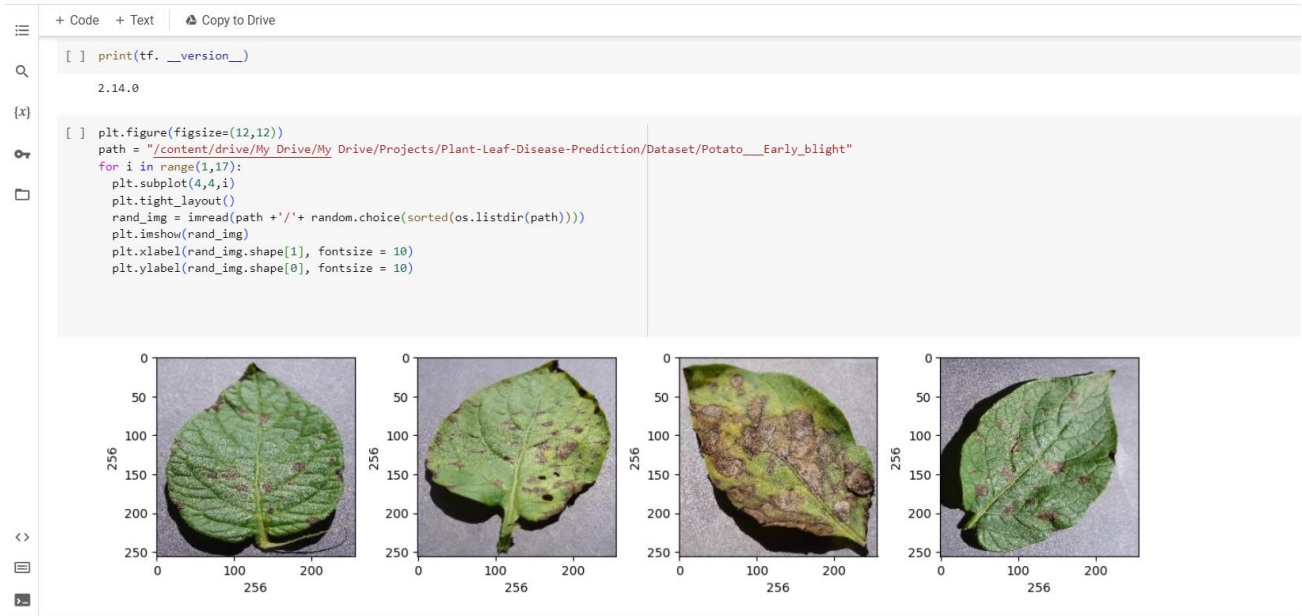 + Code + Text Copy to Drive
[ ] print(tf. __version__)
2.14.0
{x}
[ ] plt.figure(figsize=(12,12))
path = "/content/drive/My Drive/My Drive/Projects/Plant-Leaf-Disease-Prediction/Dataset/Potato___Early_blight"
for i in range(1,17):
plt.subplot(4,4,i)
plt.tight_layout()
rand_img = imread(path +'/'+ random.choice(sorted(os.listdir(path))))
plt.imshow(rand_img)
plt.xlabel(rand_img.shape[1], fontsize = 10)
plt.ylabel(rand_img.shape[0], fontsize = 10)
0 0 0 0
50 50 50 50
100 100 100 100
256 256 256 256
150 150 150 150
200 200 200 200
<>
250 250 250 250
0 100 200 0 100 200 0 100 200 0 100 200
256 256 256 256